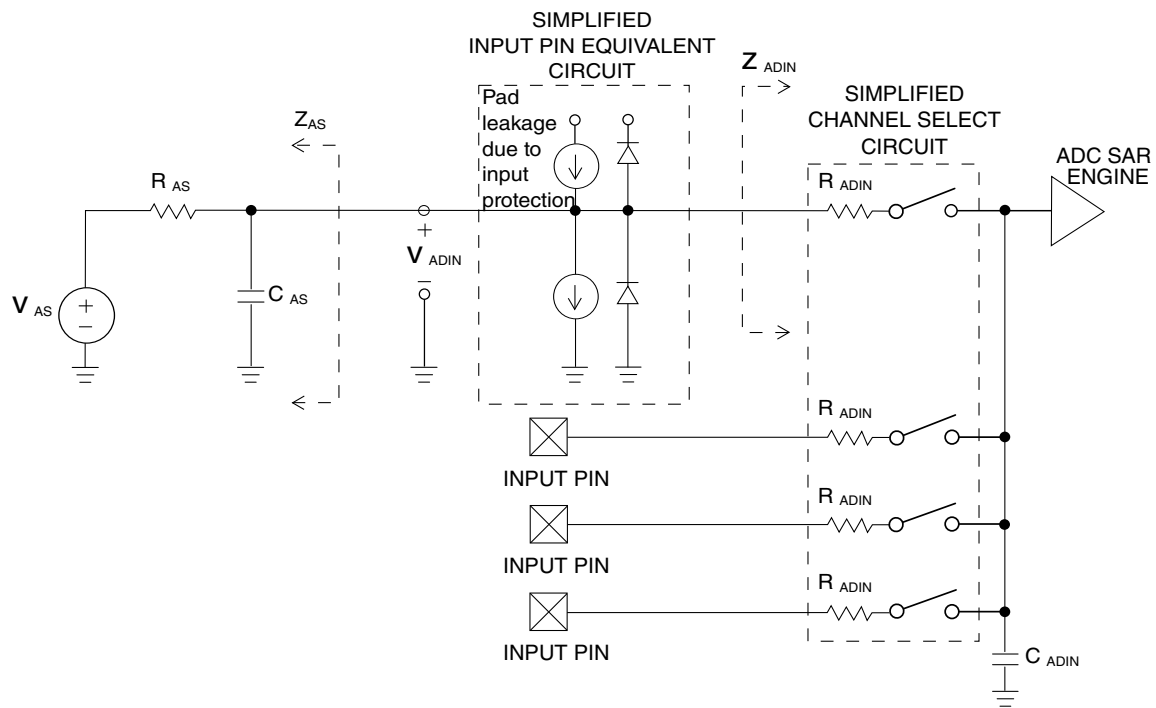 SIMPLIFIED
INPUT PIN EQUIVALENT
CIRCUIT
Z ADIN
SIMPLIFIED
CHANNEL SELECT
CIRCUIT
Pad
leakage
due to
input
protection
ZAS
ADC SAR
ENGINE
R AS
R ADIN
+
V ADIN
–
C AS
V AS
+
–
R ADIN
INPUT PIN
R ADIN
INPUT PIN
R ADIN
INPUT PIN
C ADIN